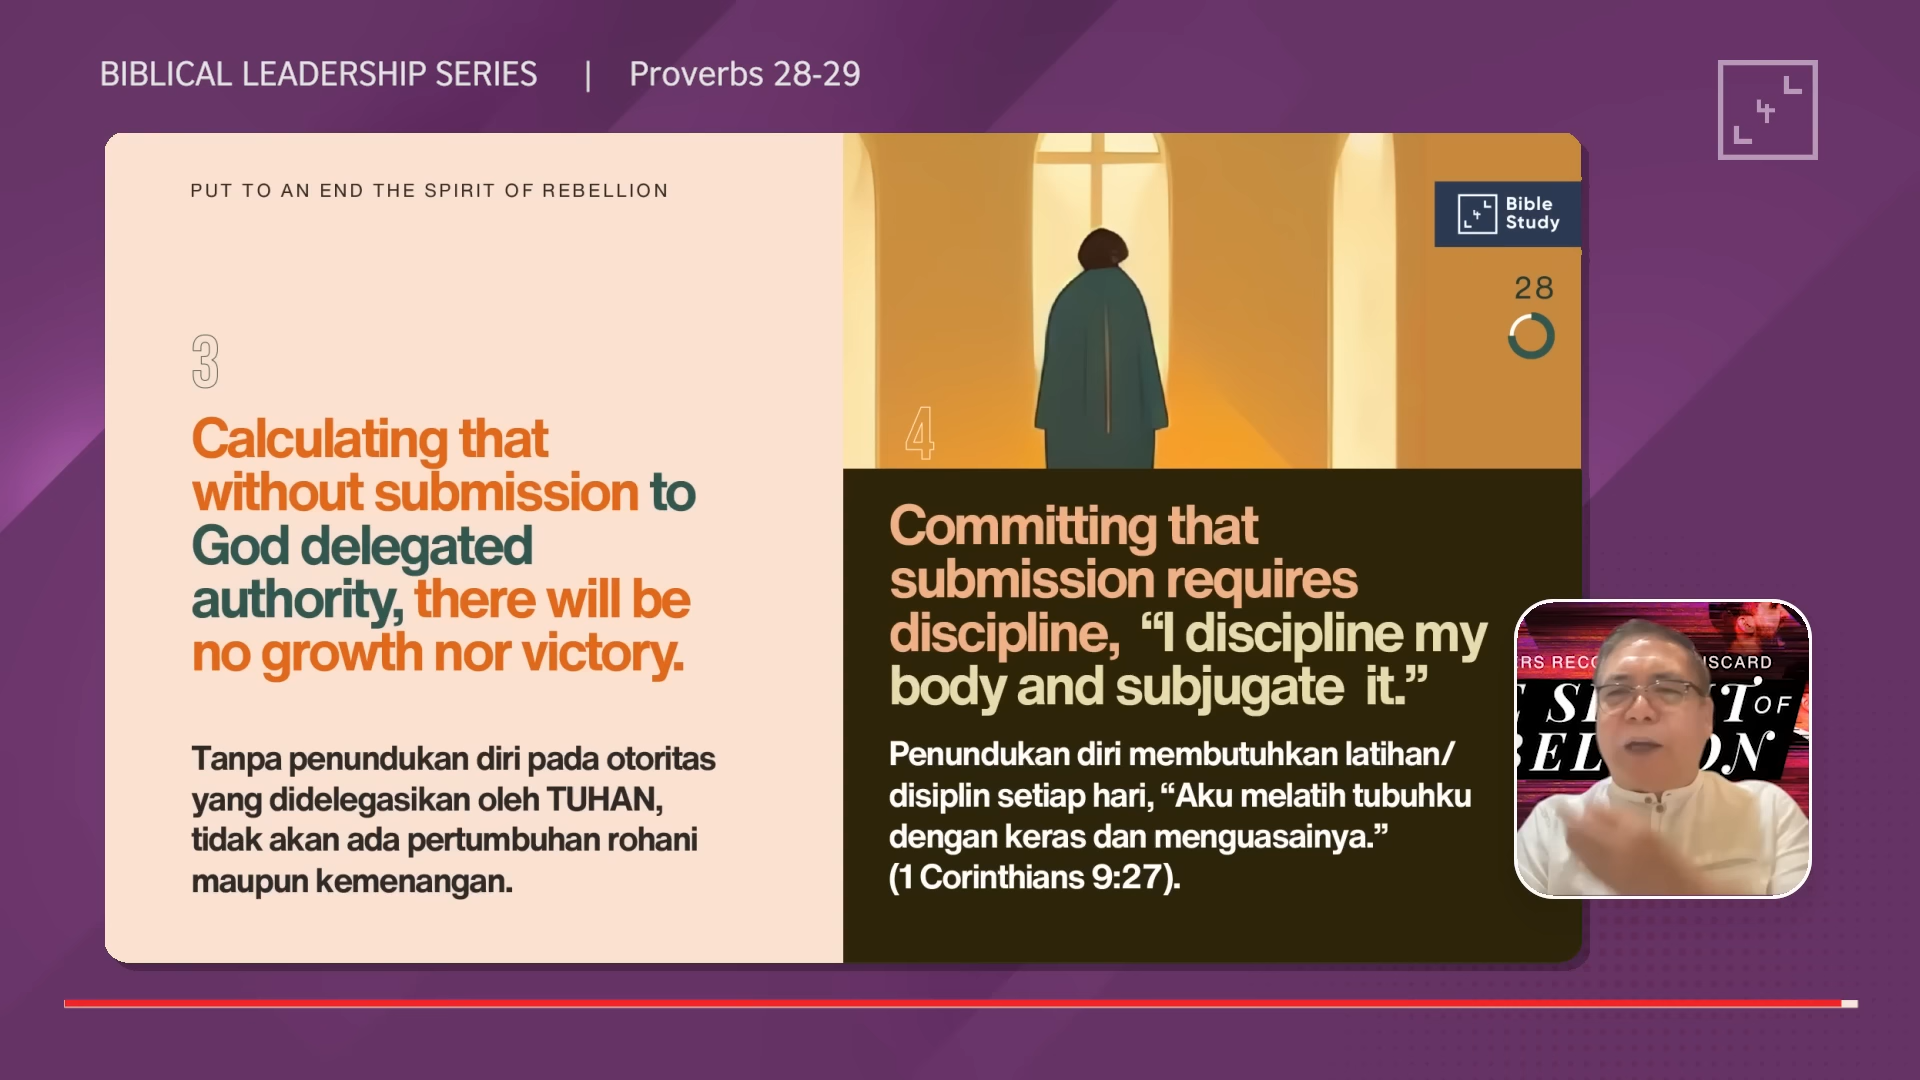 BIBLICAL LEADERSHIP SERIES | Proverbs 28-29
PUT TO AN END THE SPIRIT OF REBELLION
3
Calculating that
without submission to
God delegated
authority, there will be
no growth nor victory.
Tanpa penundukan diri pada otoritas
yang didelegasikan oleh TUHAN,
tidak akan ada pertumbuhan rohani
maupun kemenangan.
Bible
Study
28
4
Committing that
submission requires
discipline, “I discipline my
body and subjugate it.”
Penundukan diri membutuhkan latihan/
disiplin setiap hari, “Aku melatih tubuhku
dengan keras dan menguasainya.”
(1 Corinthians 9:27).
OF